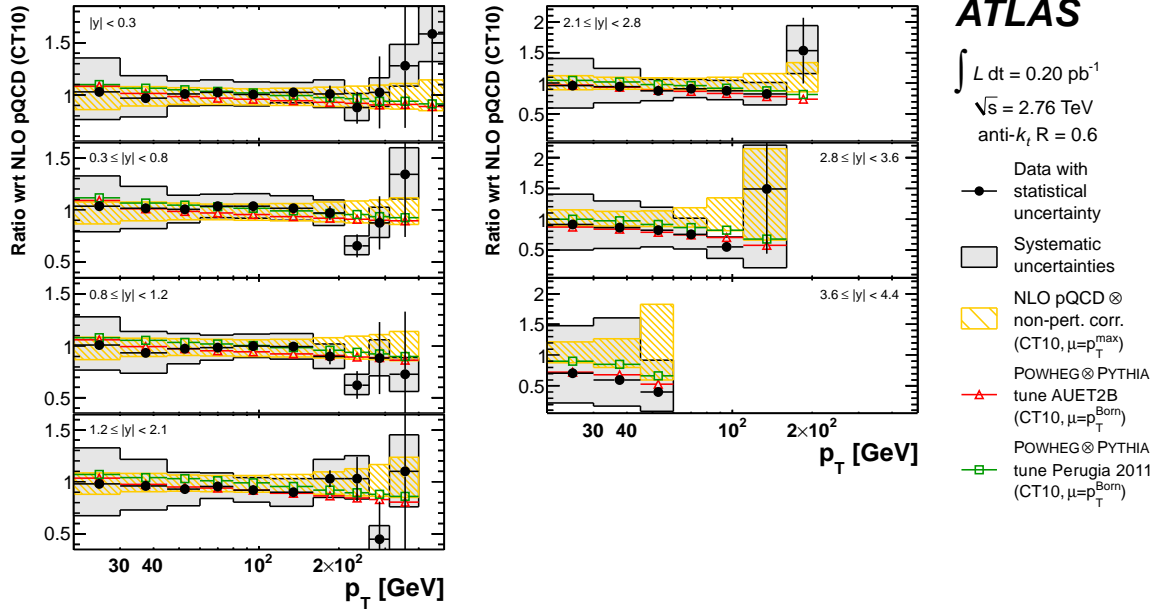 Ratio wrt NLO pQCD (CT10)
|y| < 0.3
1.5
1
0.3 ≤ |y| < 0.8
1.5
1
0.5
0.8 ≤ |y| < 1.2
1.5
1
0.5
1.2 ≤ |y| < 2.1
1.5
1
0.5
30 40 10² 2×10²
p_T [GeV]
Ratio wrt NLO pQCD (CT10)
2.1 ≤ |y| < 2.8
2
1.5
1
0.5
2.8 ≤ |y| < 3.6
2
1.5
1
0.5
3.6 ≤ |y| < 4.4
2
1.5
1
0.5
30 40 10² 2×10²
p_T [GeV]
ATLAS
∫ L dt = 0.20 pb⁻¹
√s = 2.76 TeV
anti-k_t R = 0.6
Data with
statistical
uncertainty
Systematic
uncertainties
NLO pQCD ⊗
non-pert. corr.
(CT10, μ=p_T^max)
POWHEG ⊗ PYTHIA
tune AUET2B
(CT10, μ=p_T^Born)
POWHEG ⊗ PYTHIA
tune Perugia 2011
(CT10, μ=p_T^Born)